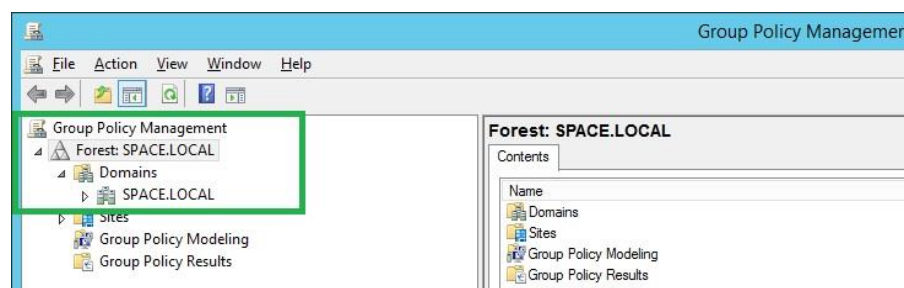 Group Policy Managemen
File Action View Window Help
Group Policy Management
Forest: SPACE.LOCAL
Domains
SPACE.LOCAL
Sites
Group Policy Modeling
Group Policy Results
Forest: SPACE.LOCAL
Contents
Name
Domains
Sites
Group Policy Modeling
Group Policy Results